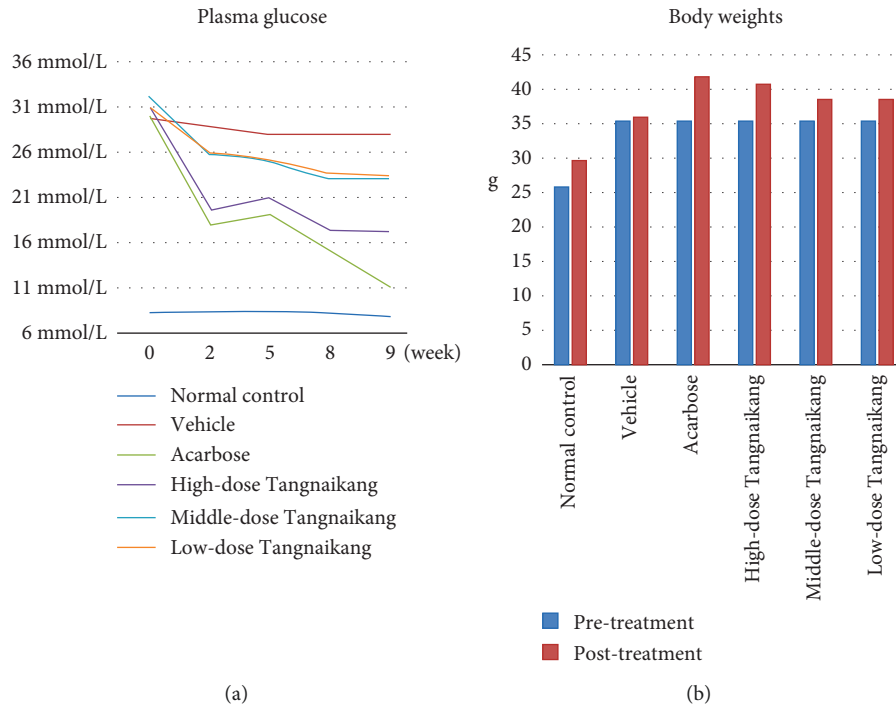 Plasma glucose
36 mmol/L
31 mmol/L
26 mmol/L
21 mmol/L
16 mmol/L
11 mmol/L
6 mmol/L
0 2 5 8 9 (week)
Normal control
Vehicle
Acarbose
High-dose Tangnaikang
Middle-dose Tangnaikang
Low-dose Tangnaikang
(a)
Body weights
45
40
35
30
25
20
15
10
5
0
g
Normal control
Vehicle
Acarbose
High-dose Tangnaikang
Middle-dose Tangnaikang
Low-dose Tangnaikang
Pre-treatment
Post-treatment
(b)